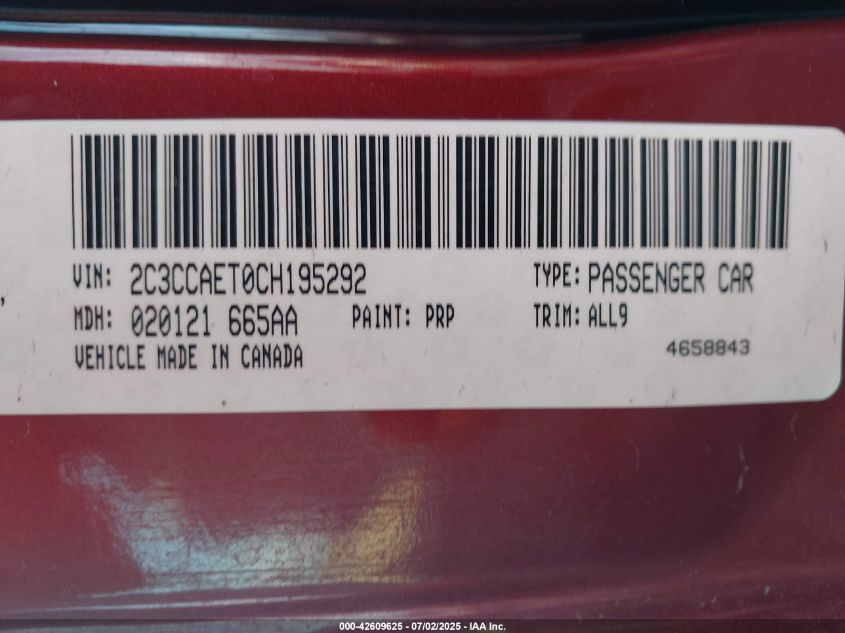 VIN: 2C3CCAET0CH195292 TYPE: PASSENGER CAR
MDH: 020121 665AA PAINT: PRP TRIM: ALL9
VEHICLE MADE IN CANADA 4658843
000-42609625 - 07/02/2025 - IAA Inc.